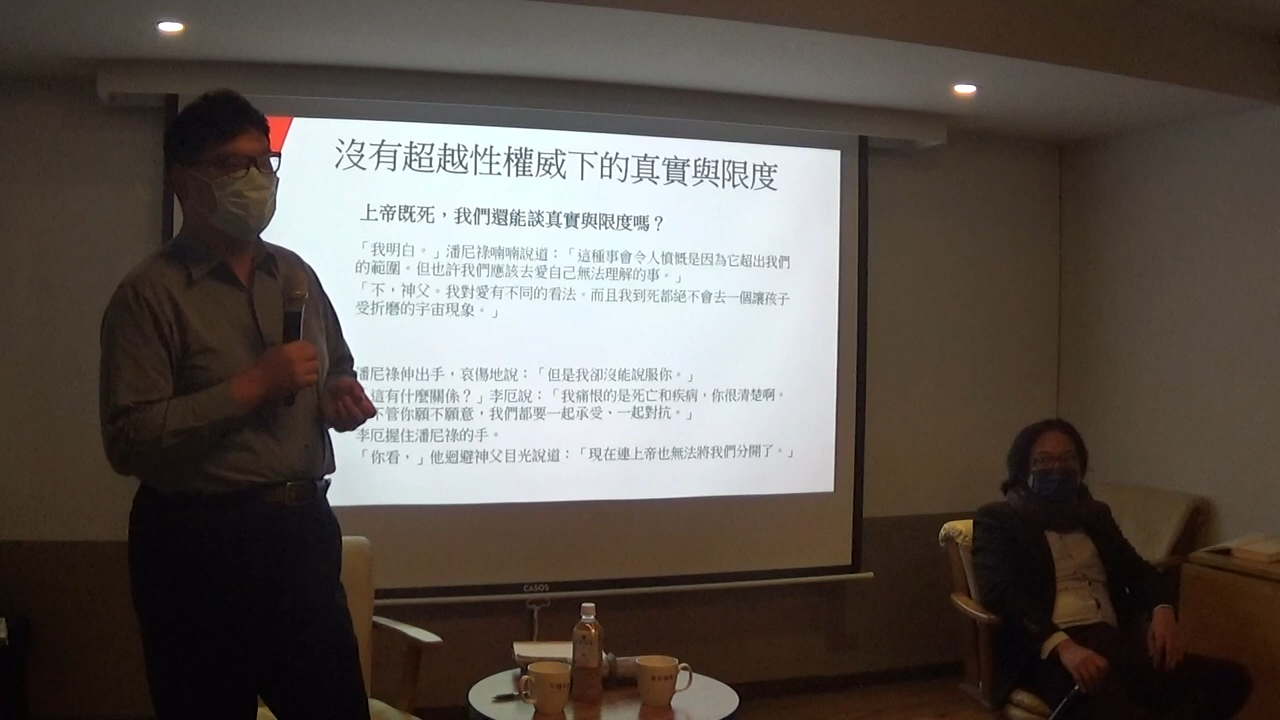 沒有超越性權威下的真實與限度
上帝既死，我們還能談真實與限度嗎？
「我明白。」潘尼祿喃喃說道：「這種事會令人憤慨是因為它超出我們
的範圍。但也許我們應該去愛自己無法理解的事。」
「不，神父。我對愛有不同的看法。而且我到死都絕不會去一個讓孩子
受折磨的宇宙現象。」
潘尼祿伸出手，哀傷地說：「但是我卻沒能說服你。」
這有什麼關係？」李厄說：「我痛恨的是死亡和疾病，你很清楚啊。
不管你願不願意，我們都要一起承受、一起對抗。」
李厄握住潘尼祿的手。
「你看，」他迴避神父目光說道：「現在連上帝也無法將我們分開了。」
CASOS